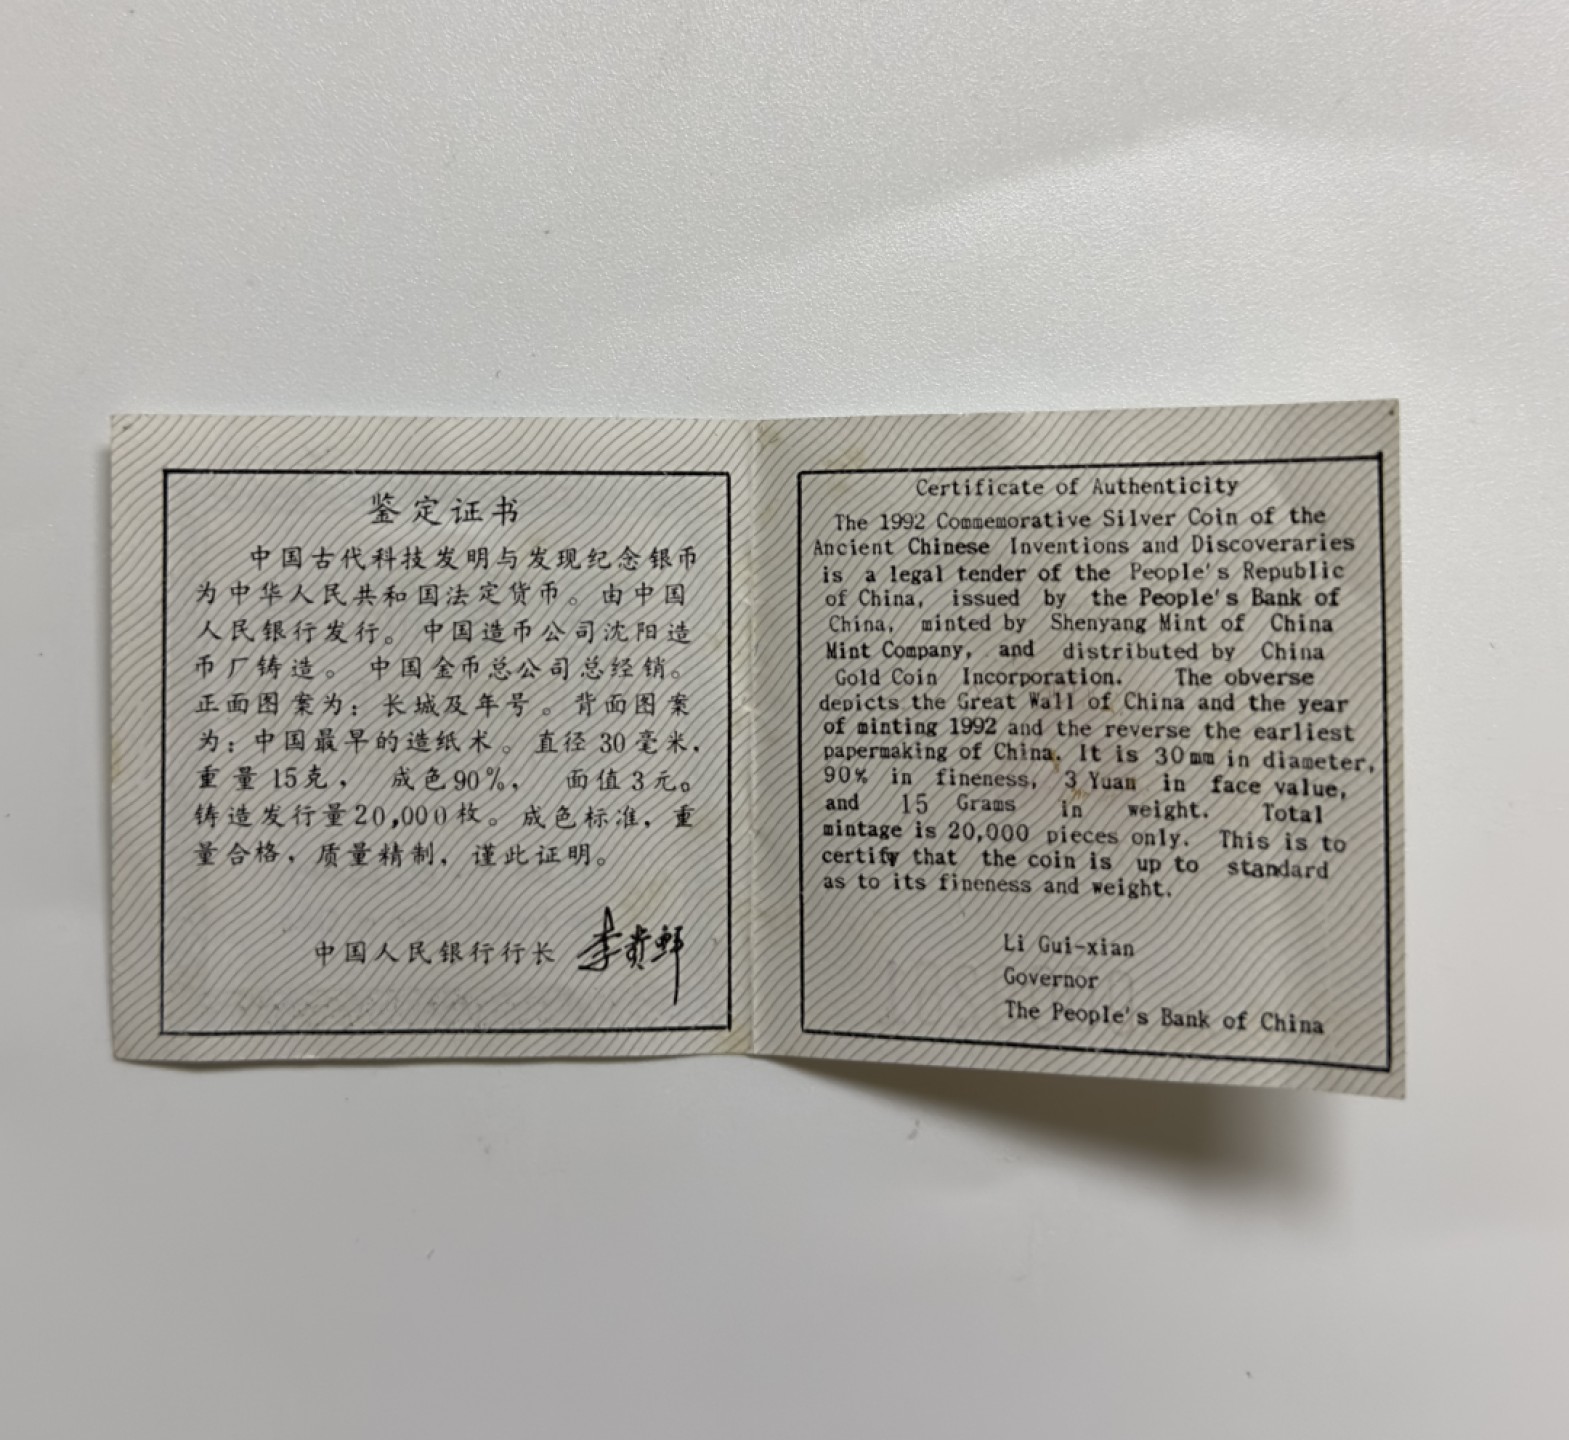 鉴定证书
中国古代科技发明与发现纪念银币
为中华人民共和国法定货币。由中国
人民银行发行。中国造币公司沈阳造
币厂铸造。中国金币总公司总经销。
正面图案为：长城及年号。背面图案
为：中国最早的造纸术。直径30毫米，
重量15克，成色90%，面值3元。
铸造发行量20,000枚。成色标准，重
量合格，质量精制，谨此证明。
中国人民银行行长 李贵鲜
Certificate of Authenticity
The 1992 Commemorative Silver Coin of the
Ancient Chinese Inventions and Discoveraries
is a legal tender of the People's Republic
of China, issued by the People's Bank of
China, minted by Shenyang Mint of China
Mint Company, and distributed by China
Gold Coin Incorporation. The obverse
depicts the Great Wall of China and the year
of minting 1992 and the reverse the earliest
papermaking of China. It is 30mm in diameter,
90% in fineness, 3 Yuan in face value,
and 15 Grams in weight. Total
mintage is 20,000 pieces only. This is to
certify that the coin is up to standard
as to its fineness and weight.
Li Gui-xian
Governor
The People's Bank of China